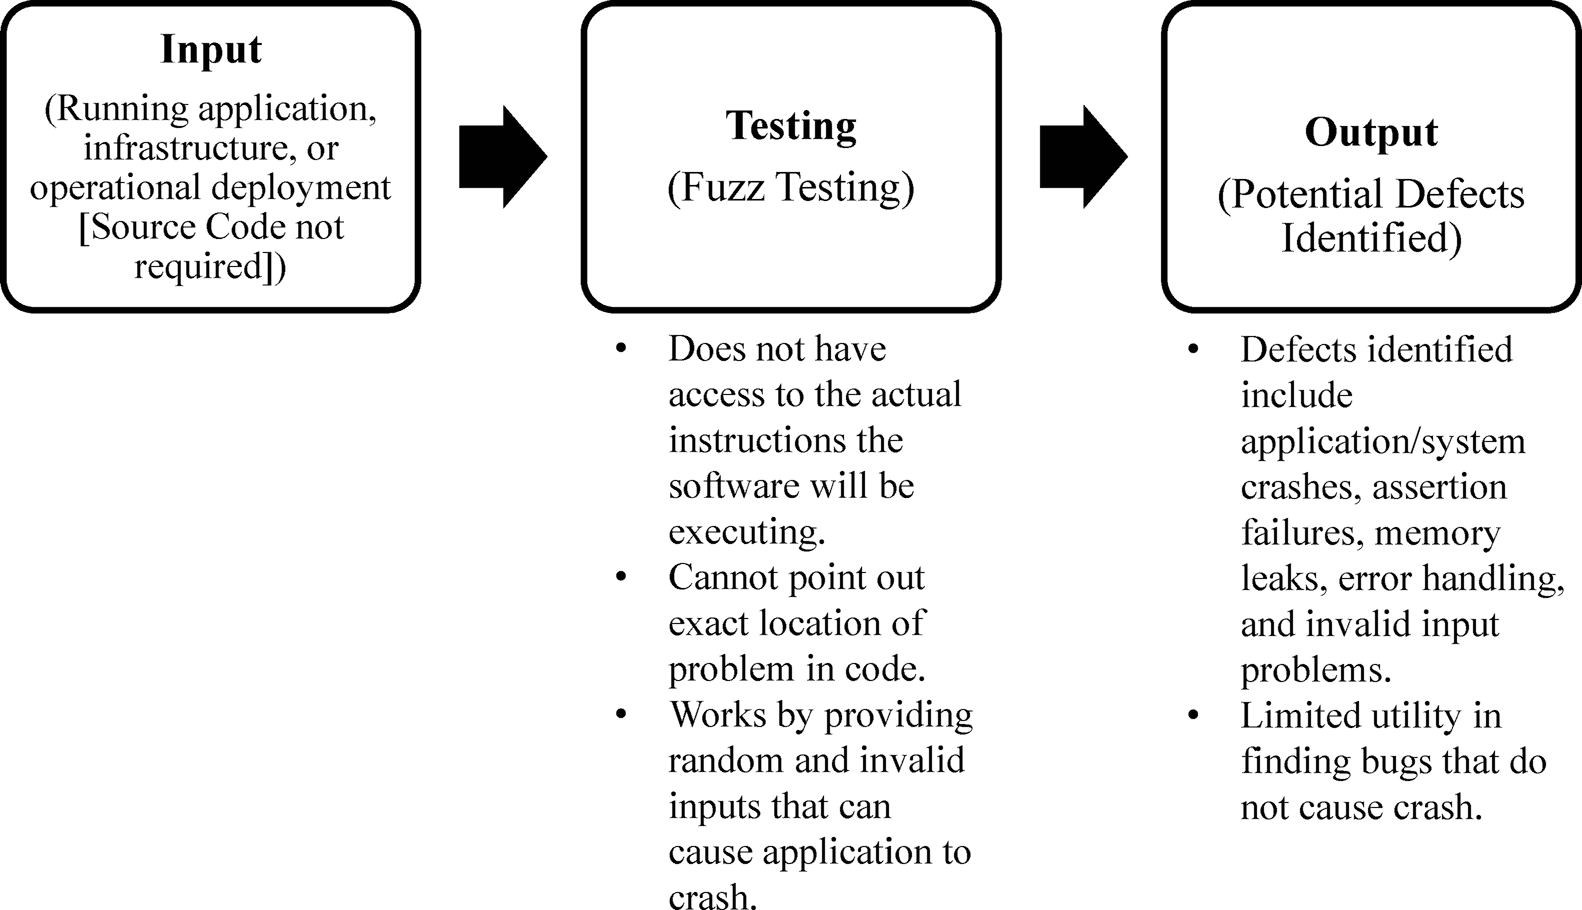 Input
(Running application,
infrastructure, or
operational deployment
[Source Code not
required])
Testing
(Fuzz Testing)
Output
(Potential Defects
Identified)
• Does not have
access to the actual
instructions the
software will be
executing.
• Cannot point out
exact location of
problem in code.
• Works by providing
random and invalid
inputs that can
cause application to
crash.
• Defects identified
include
application/system
crashes, assertion
failures, memory
leaks, error handling,
and invalid input
problems.
• Limited utility in
finding bugs that do
not cause crash.